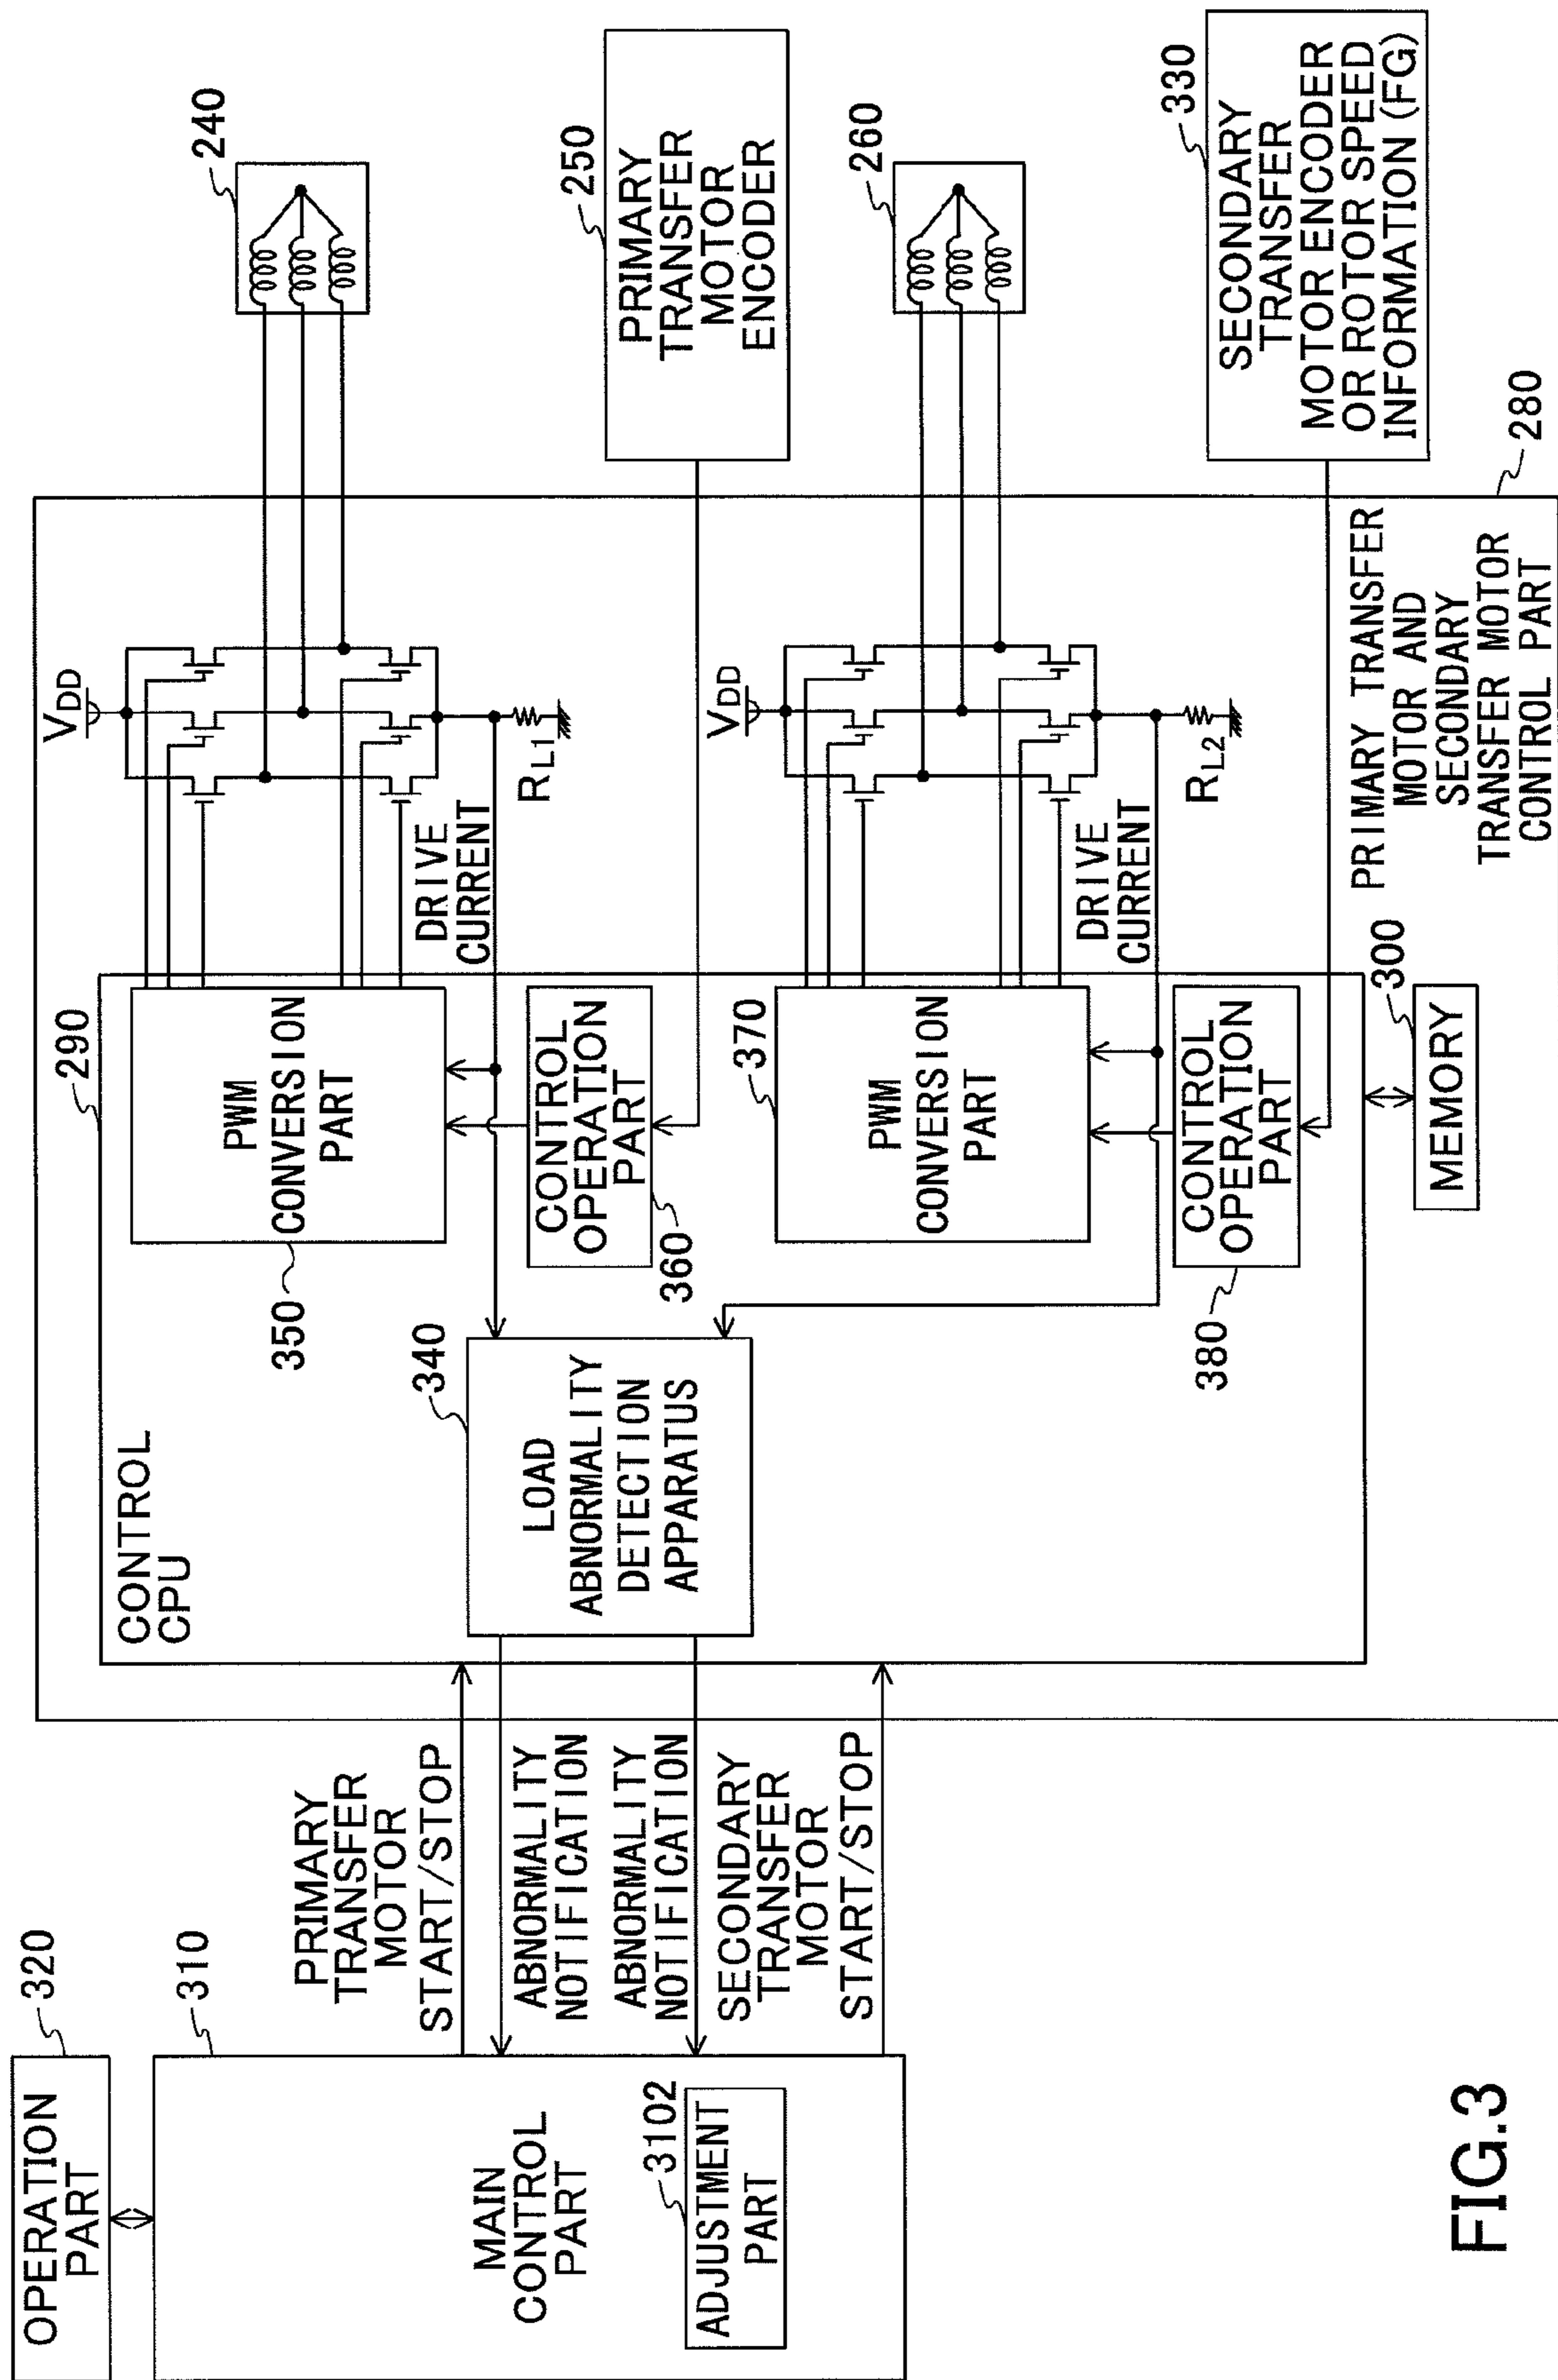 320
OPERATION
PART
310
MAIN
CONTROL
PART
3102
ADJUSTMENT
PART
PRIMARY
TRANSFER
MOTOR
START/STOP
ABNORMALITY
NOTIFICATION
ABNORMALITY
NOTIFICATION
SECONDARY
TRANSFER
MOTOR
START/STOP
CONTROL
CPU
290
340
LOAD
ABNORMALITY
DETECTION
APPARATUS
350
PWM
CONVERSION
PART
CONTROL
OPERATION
PART
360
370
PWM
CONVERSION
PART
CONTROL
OPERATION
PART
380
300
MEMORY
VDD
DRIVE
CURRENT
RL1
VDD
DRIVE
CURRENT
RL2
PRIMARY TRANSFER
MOTOR AND
SECONDARY
TRANSFER MOTOR
CONTROL PART
280
240
250
PRIMARY
TRANSFER
MOTOR
ENCODER
260
330
SECONDARY
TRANSFER
MOTOR ENCODER
OR ROTOR SPEED
INFORMATION (FG)
FIG.3